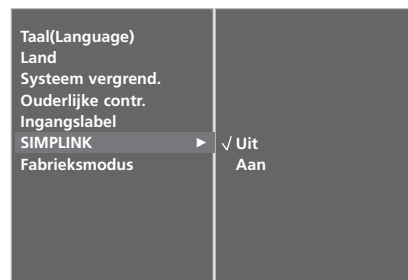 Taal(Language)
Land
Systeem vergrend.
Ouderlijke contr.
Ingangslabel
SIMPLINK ► √ Uit
Fabrieksmodus Aan